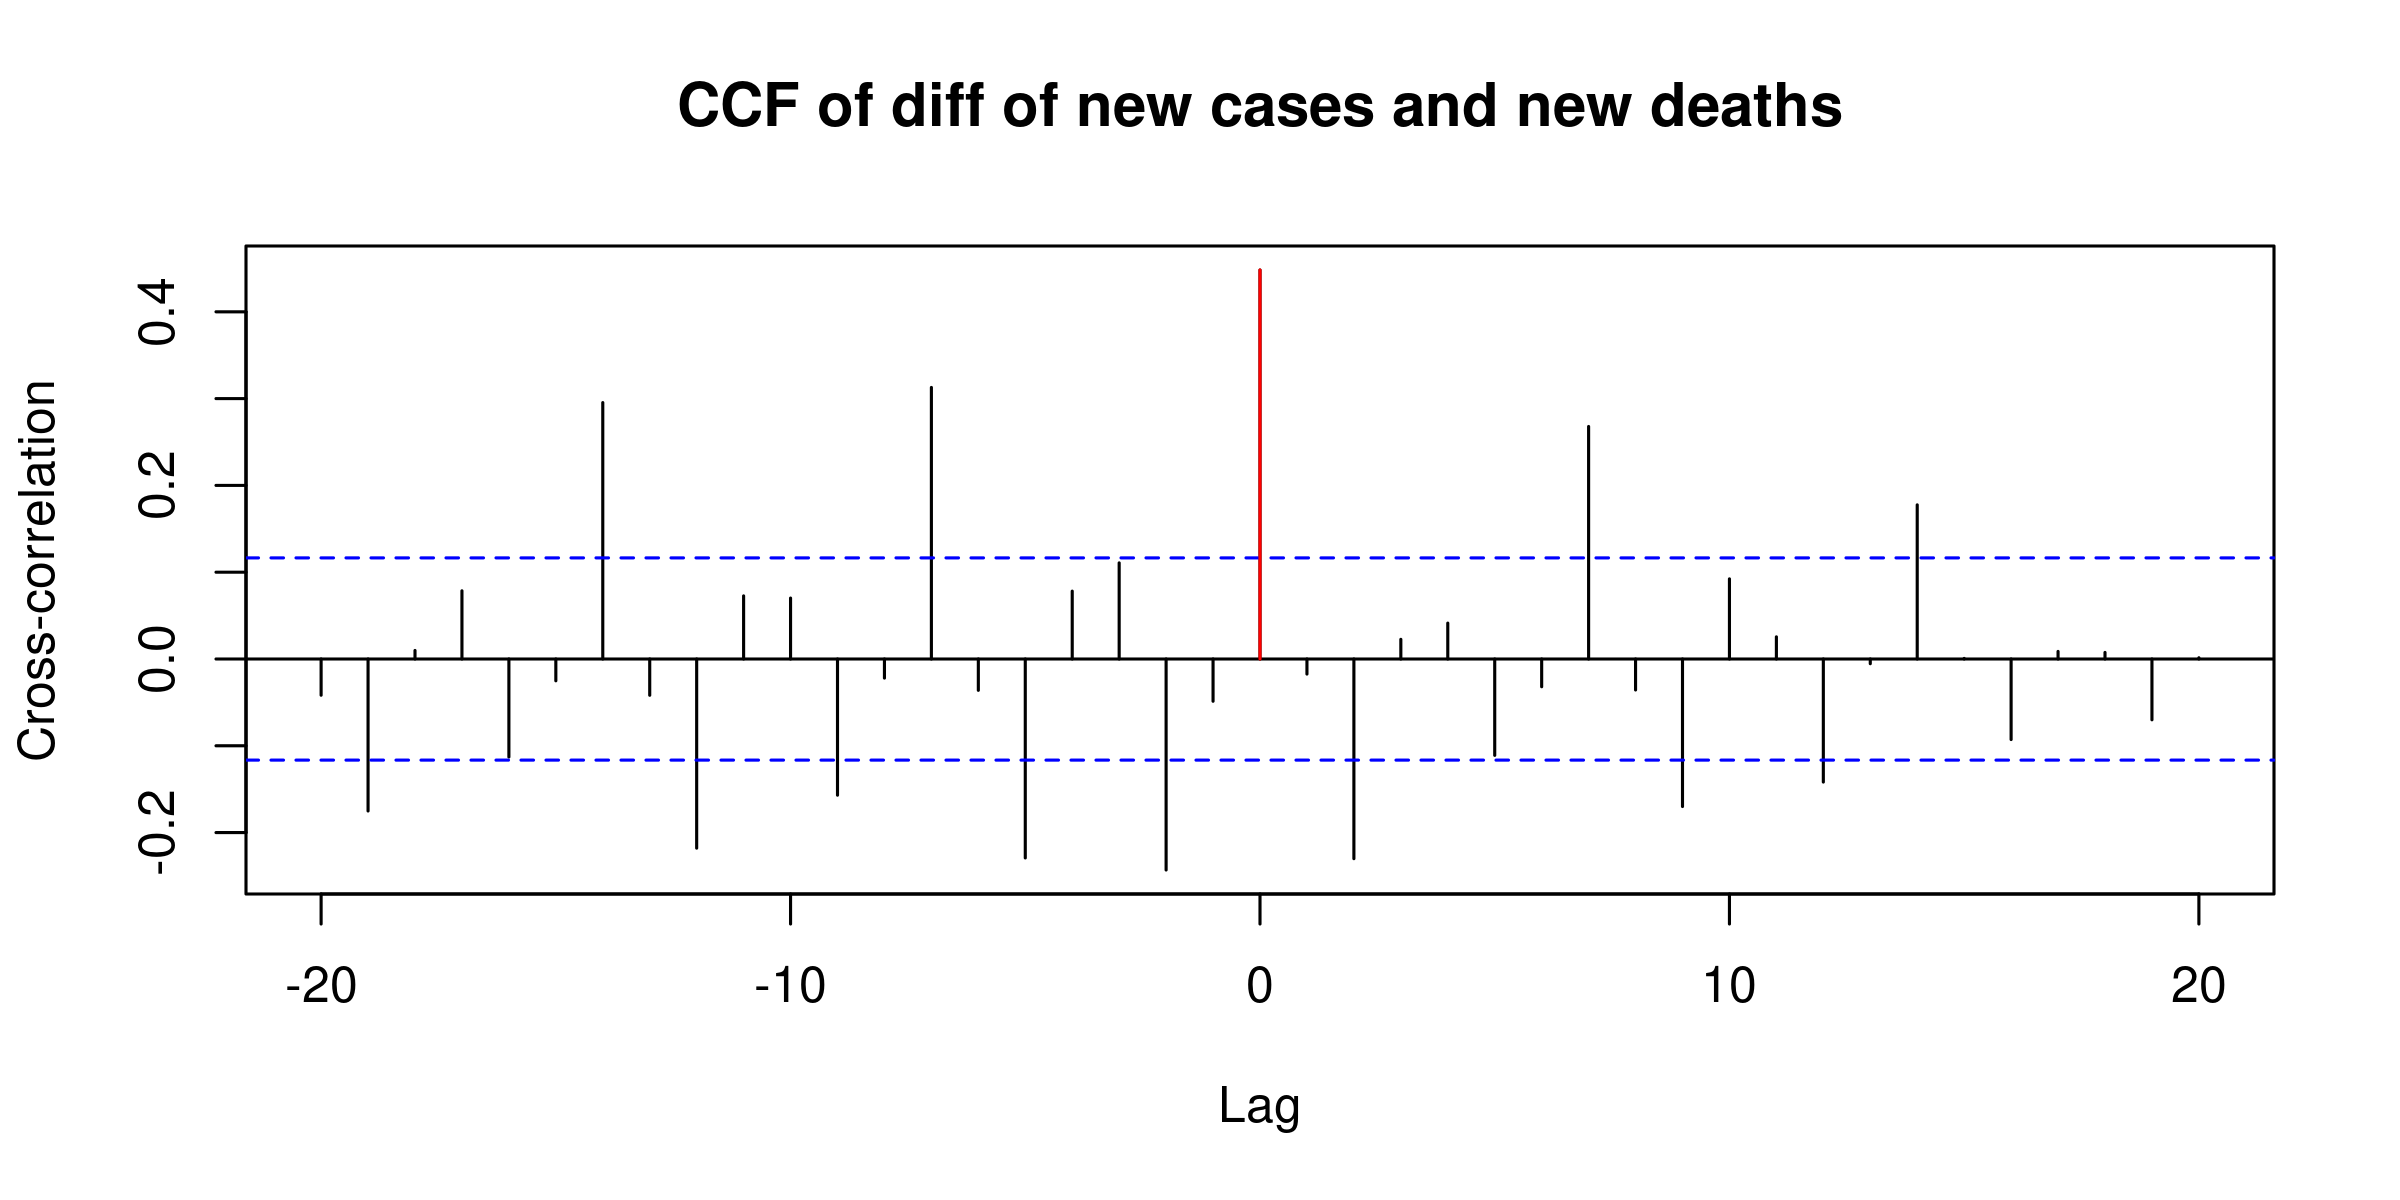 CCF of diff of new cases and new deaths
Cross-correlation
0.4
0.2
0.0
-0.2
-20 -10 0 10 20
Lag